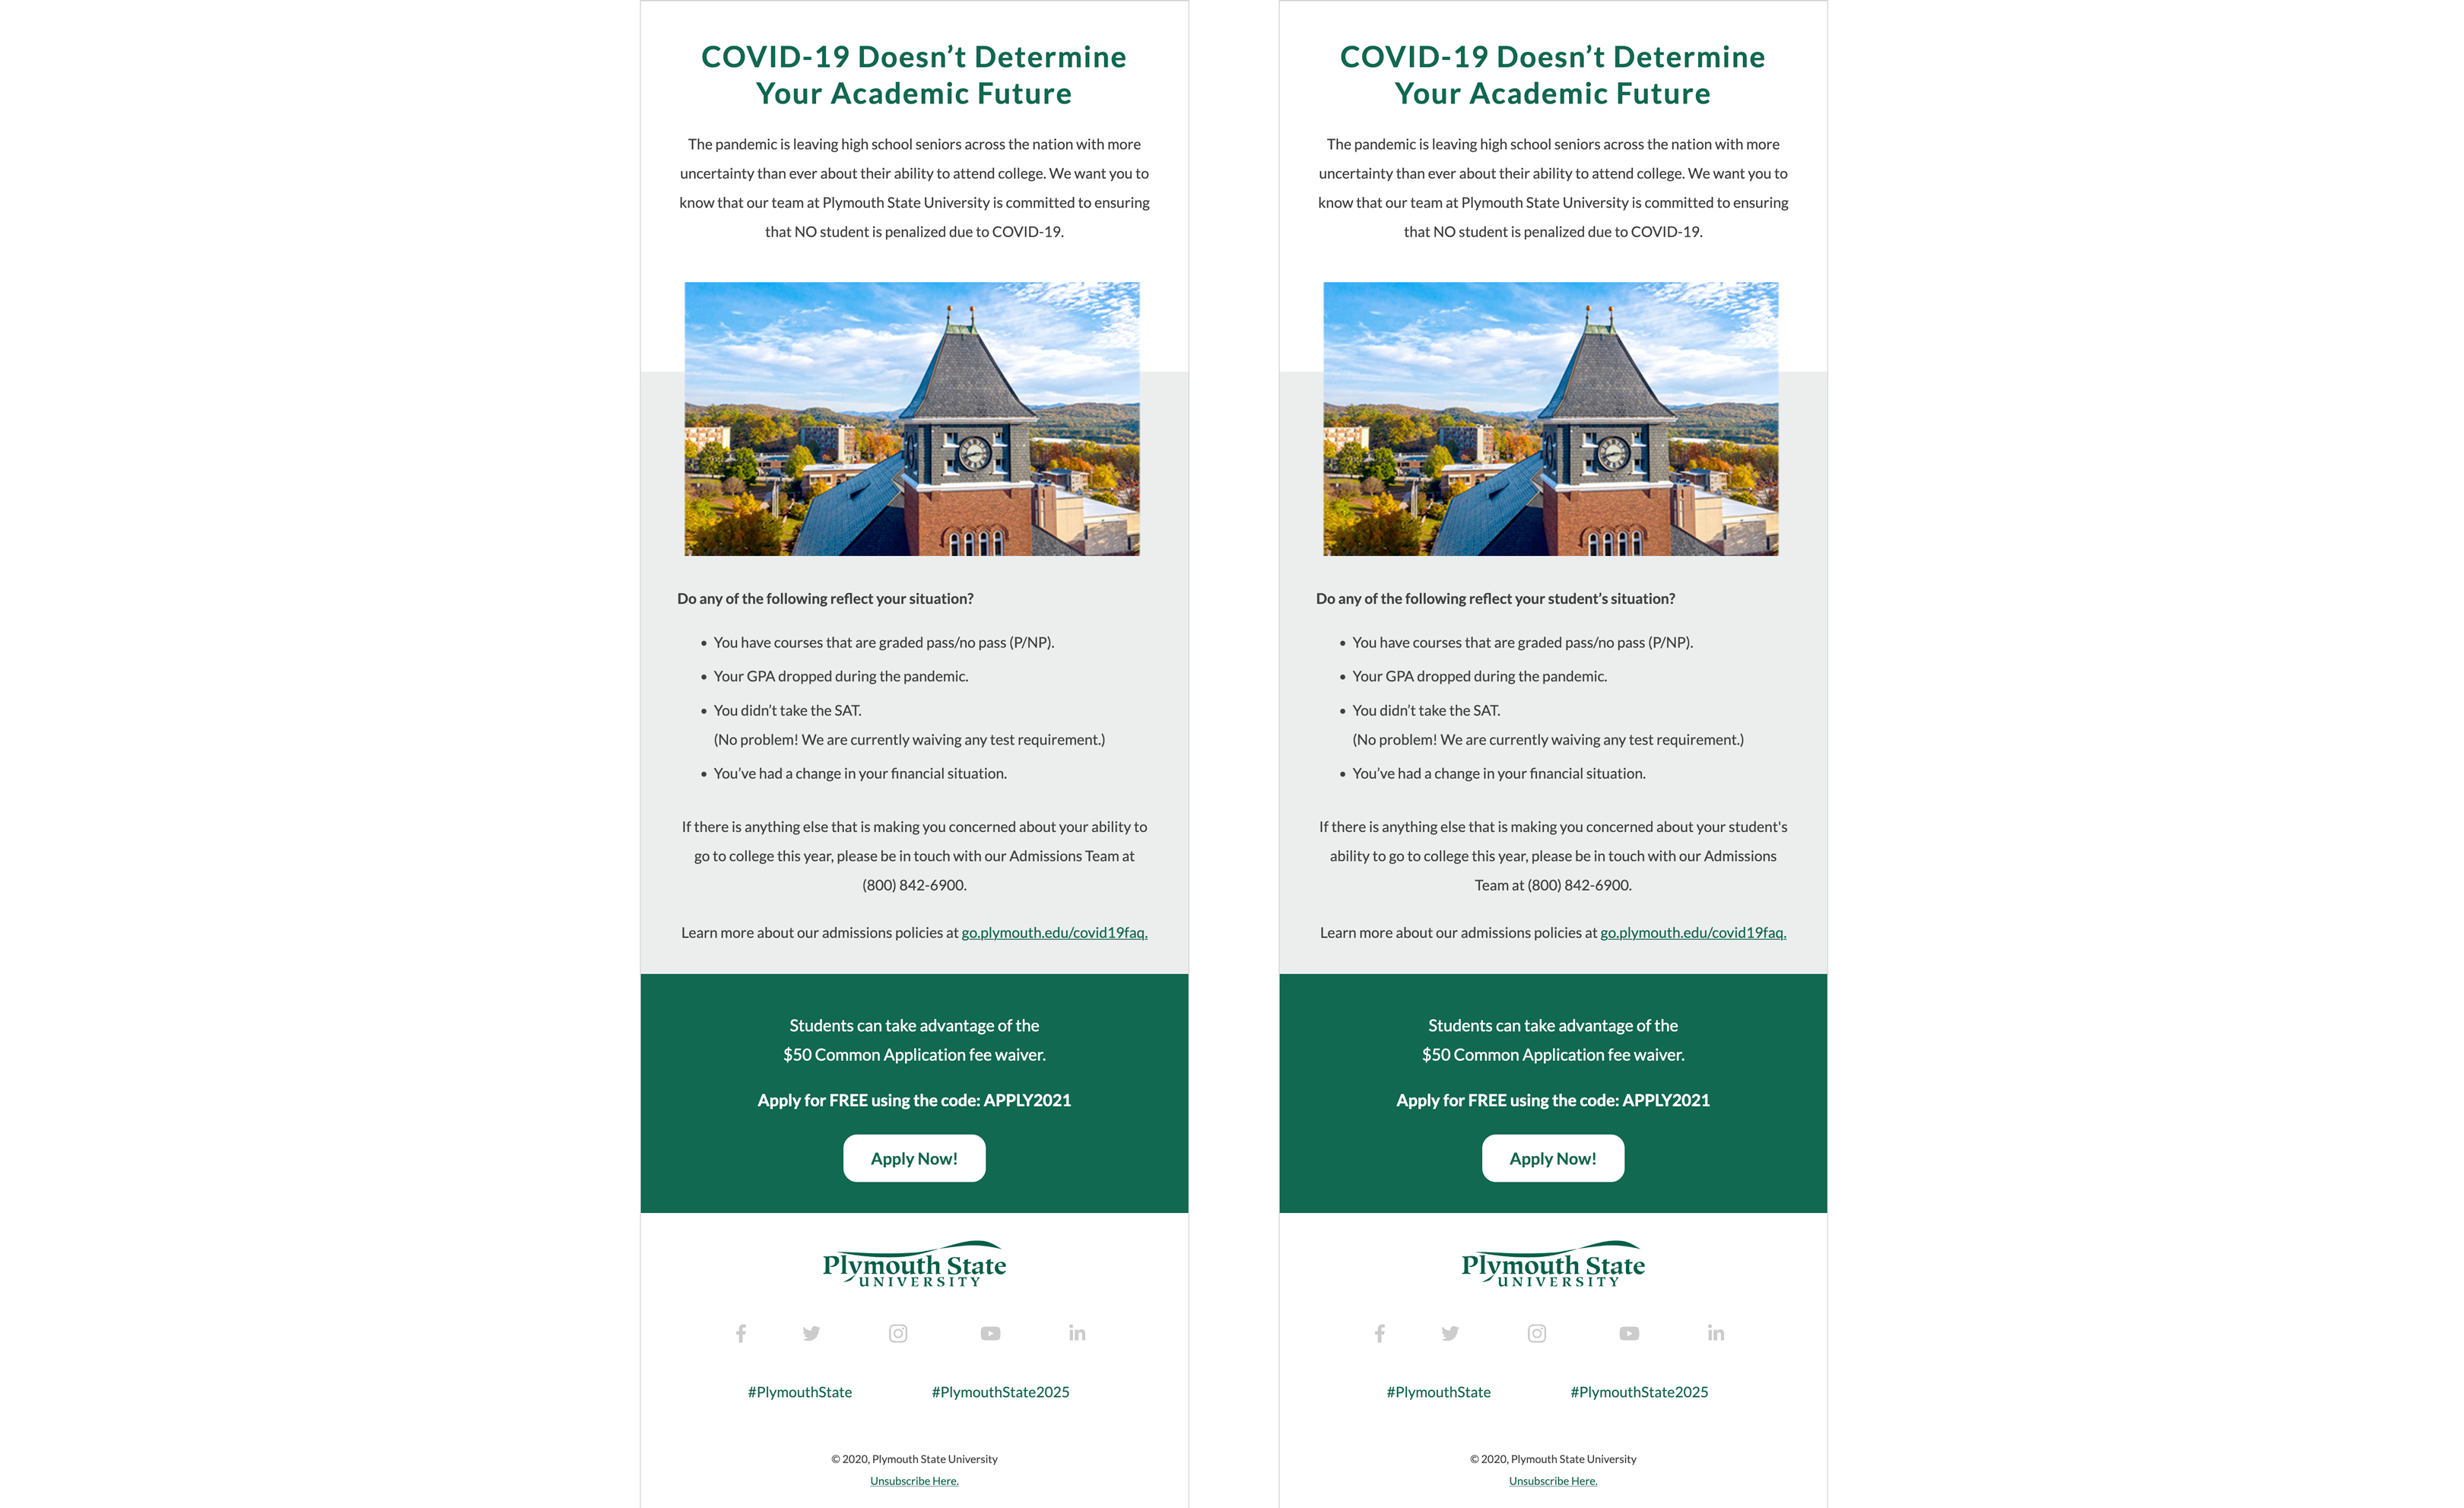 COVID-19 Doesn’t Determine
Your Academic Future
The pandemic is leaving high school seniors across the nation with more
uncertainty than ever about their ability to attend college. We want you to
know that our team at Plymouth State University is committed to ensuring
that NO student is penalized due to COVID-19.
Do any of the following reflect your situation?
• You have courses that are graded pass/no pass (P/NP).
• Your GPA dropped during the pandemic.
• You didn’t take the SAT.
(No problem! We are currently waiving any test requirement.)
• You’ve had a change in your financial situation.
If there is anything else that is making you concerned about your ability to
go to college this year, please be in touch with our Admissions Team at
(800) 842-6900.
Learn more about our admissions policies at go.plymouth.edu/covid19faq.
Students can take advantage of the
$50 Common Application fee waiver.
Apply for FREE using the code: APPLY2021
Apply Now!
Plymouth State
UNIVERSITY
#PlymouthState #PlymouthState2025
© 2020, Plymouth State University
Unsubscribe Here.
COVID-19 Doesn’t Determine
Your Academic Future
The pandemic is leaving high school seniors across the nation with more
uncertainty than ever about their ability to attend college. We want you to
know that our team at Plymouth State University is committed to ensuring
that NO student is penalized due to COVID-19.
Do any of the following reflect your student’s situation?
• You have courses that are graded pass/no pass (P/NP).
• Your GPA dropped during the pandemic.
• You didn’t take the SAT.
(No problem! We are currently waiving any test requirement.)
• You’ve had a change in your financial situation.
If there is anything else that is making you concerned about your student's
ability to go to college this year, please be in touch with our Admissions
Team at (800) 842-6900.
Learn more about our admissions policies at go.plymouth.edu/covid19faq.
Students can take advantage of the
$50 Common Application fee waiver.
Apply for FREE using the code: APPLY2021
Apply Now!
Plymouth State
UNIVERSITY
#PlymouthState #PlymouthState2025
© 2020, Plymouth State University
Unsubscribe Here.